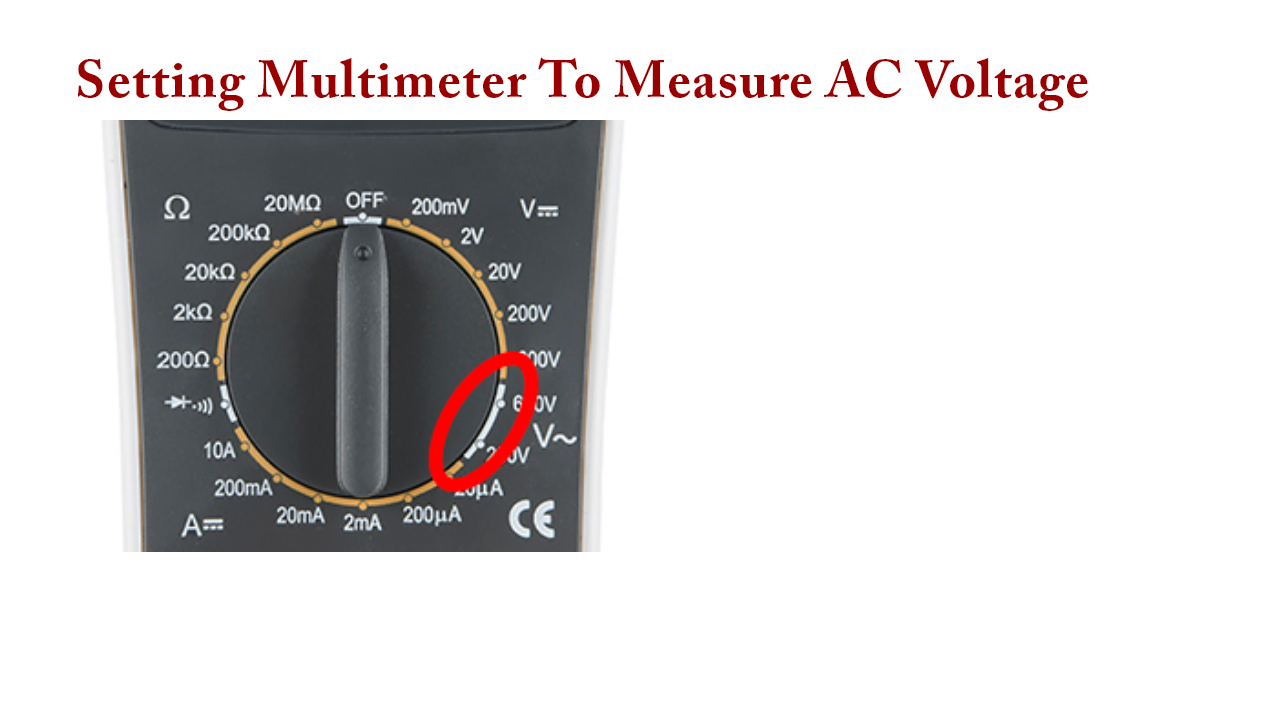 Setting Multimeter To Measure AC Voltage
Ω
20MΩ
OFF
200mV
V⎓
200kΩ
2V
20kΩ
20V
2kΩ
200V
200Ω
10A
V~
200mA
20mA
2mA
200µA
A⎓
CE